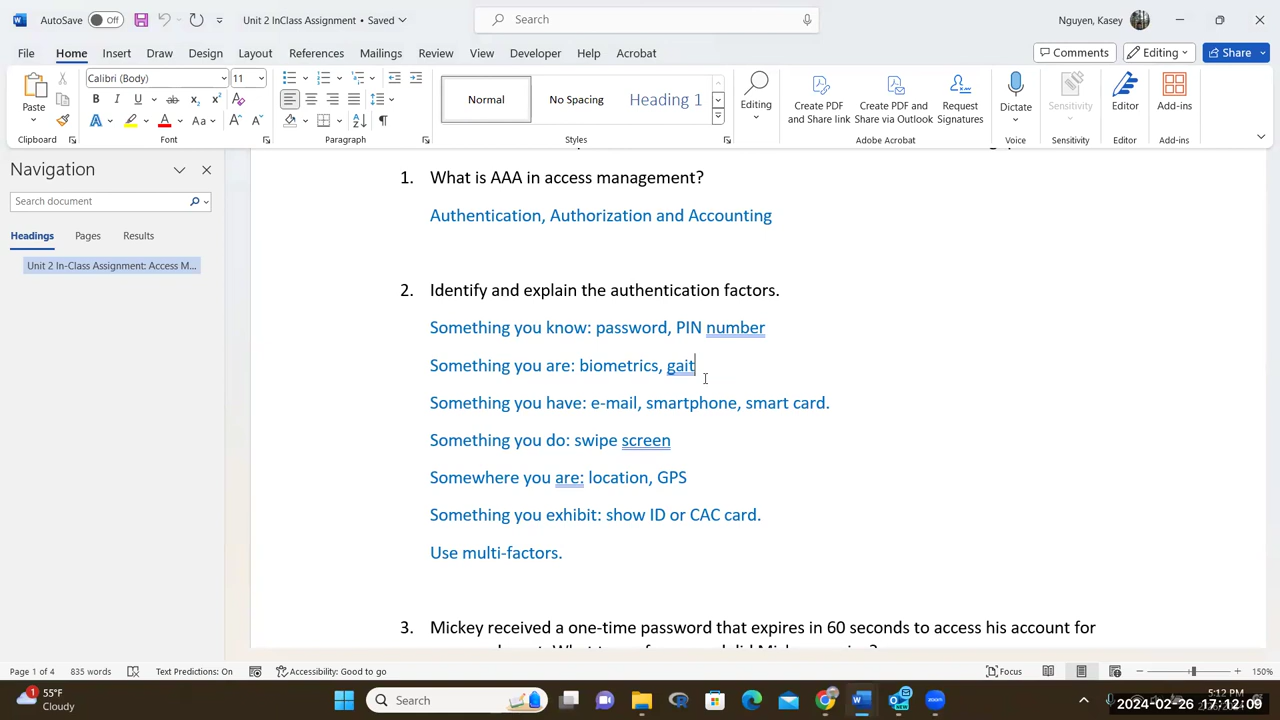 AutoSave Off Unit 2 InClass Assignment • Saved Search Nguyen, Kasey
File Home Insert Draw Design Layout References Mailings Review View Developer Help Acrobat Comments Editing Share
Calibri (Body) 11
Paste
Normal No Spacing Heading 1
Editing
Create PDF and Share link
Create PDF and Share via Outlook
Request Signatures
Dictate
Sensitivity
Editor
Add-ins
Clipboard Font Paragraph Styles Adobe Acrobat Voice Sensitivity Editor Add-ins
Navigation
Search document
Headings Pages Results
Unit 2 In-Class Assignment: Access M...
1. What is AAA in access management?
Authentication, Authorization and Accounting
2. Identify and explain the authentication factors.
Something you know: password, PIN number
Something you are: biometrics, gait
Something you have: e-mail, smartphone, smart card.
Something you do: swipe screen
Somewhere you are: location, GPS
Something you exhibit: show ID or CAC card.
Use multi-factors.
3. Mickey received a one-time password that expires in 60 seconds to access his account for
Page 1 of 4 835 words Text Predictions: On Accessibility: Good to go Focus 150%
1
55°F
Cloudy
Search
5:12 PM
2024-02-26 17:12:09